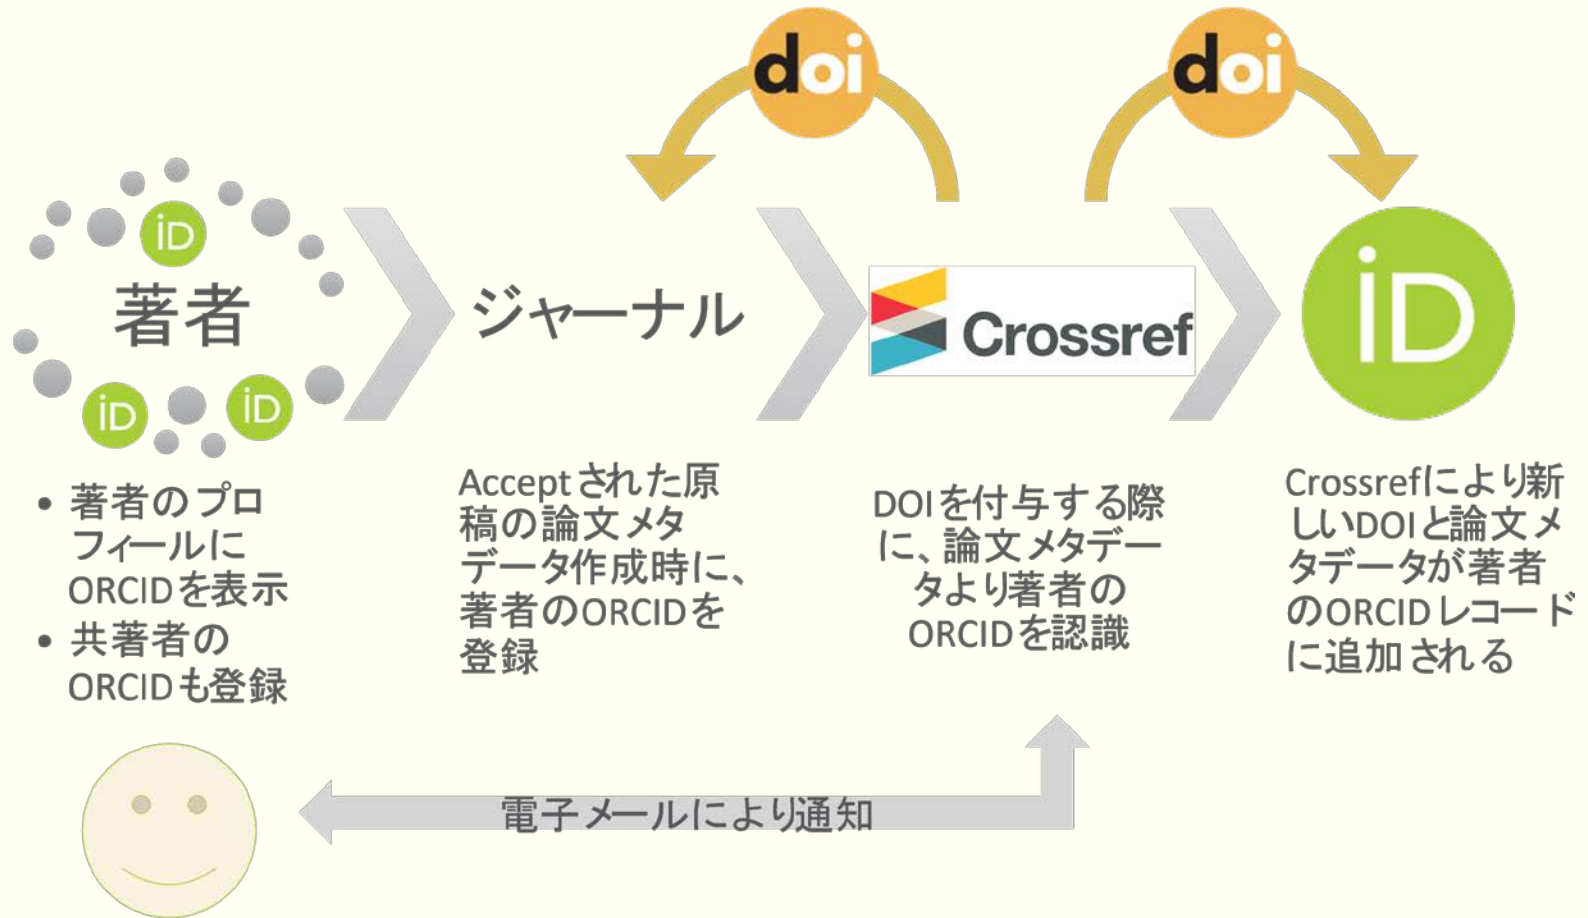 doi
doi
iD
著者
iD
iD
ジャーナル
Crossref
iD
• 著者のプロ
フィールに
ORCIDを表示
• 共著者の
ORCIDも登録
Acceptされた原
稿の論文メタ
データ作成時に、
著者のORCIDを
登録
DOIを付与する際
に、論文メタデー
タより著者の
ORCIDを認識
Crossrefにより新
しいDOIと論文メ
タデータが著者
のORCIDレコード
に追加される
電子メールにより通知